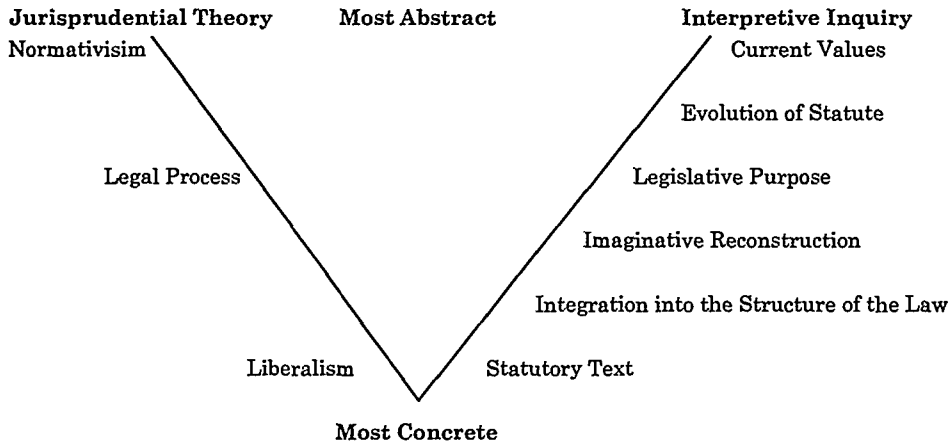 Jurisprudential Theory Most Abstract Interpretive Inquiry
Normativisim Current Values
Evolution of Statute
Legal Process Legislative Purpose
Imaginative Reconstruction
Integration into the Structure of the Law
Liberalism Statutory Text
Most Concrete